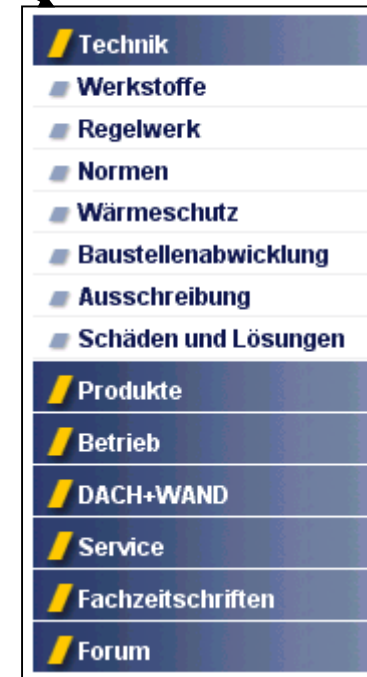 Technik
Werkstoffe
Regelwerk
Normen
Wärmeschutz
Baustellenabwicklung
Ausschreibung
Schäden und Lösungen
Produkte
Betrieb
DACH+WAND
Service
Fachzeitschriften
Forum